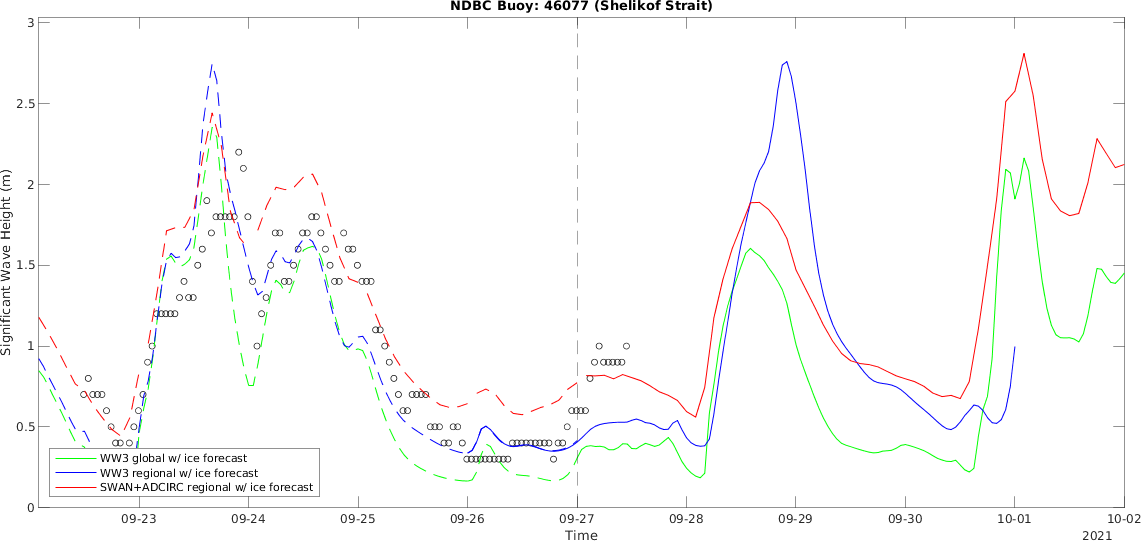 NDBC Buoy: 46077 (Shelikof Strait)
Significant Wave Height (m)
3
2.5
2
1.5
1
0.5
0
WW3 global w/ ice forecast
WW3 regional w/ ice forecast
SWAN+ADCIRC regional w/ ice forecast
09-23 09-24 09-25 09-26 09-27 09-28 09-29 09-30 10-01 10-02
Time
2021